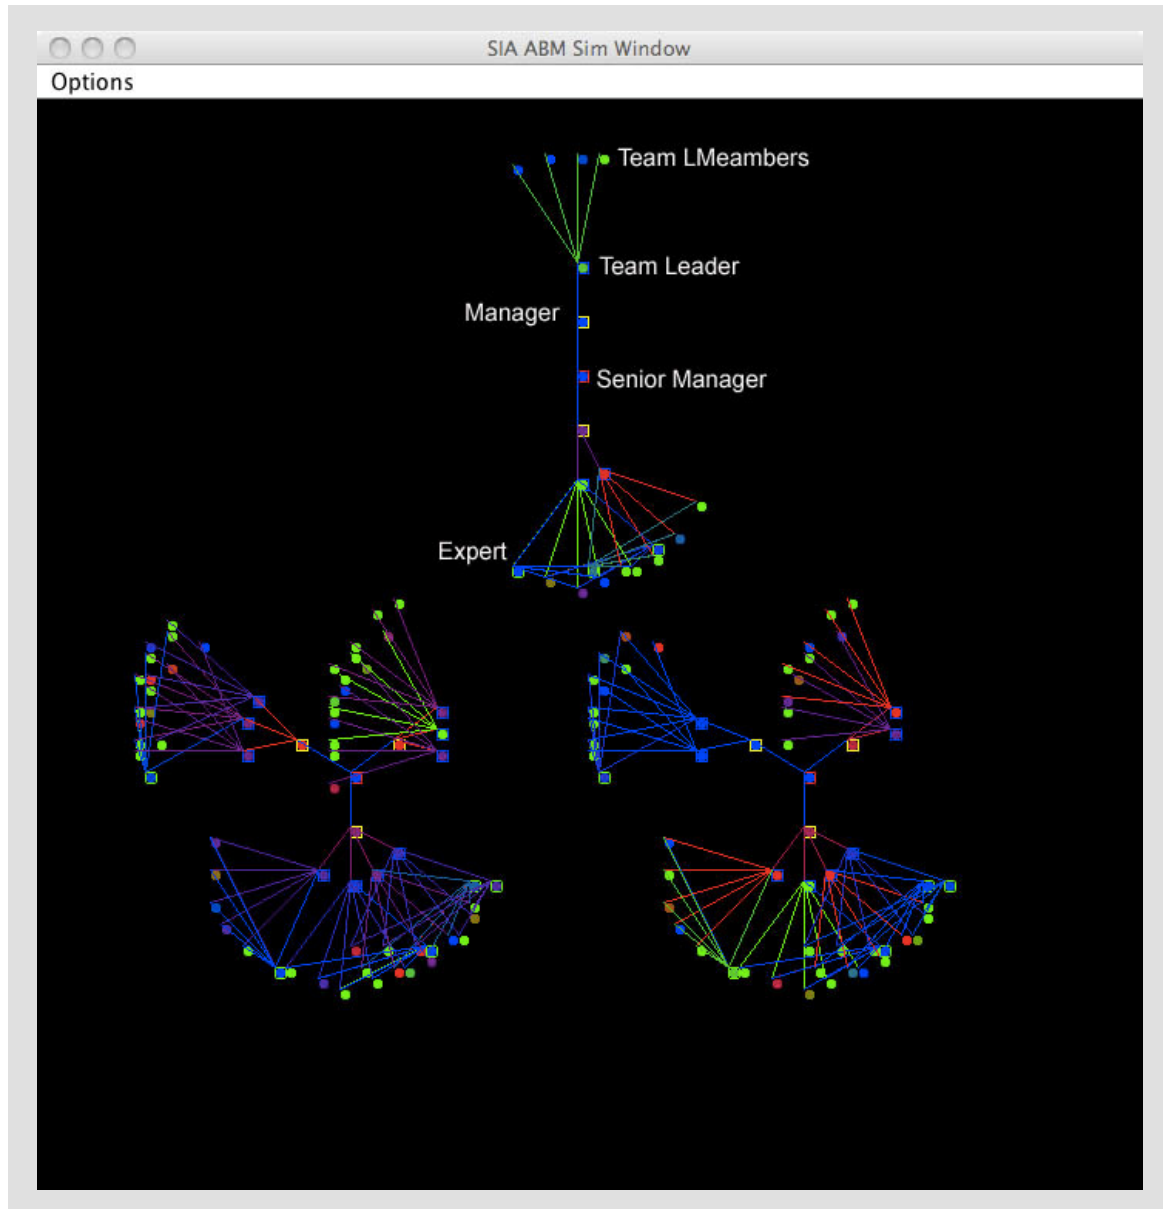 SIA ABM Sim Window
Options
Team LMeambers
Team Leader
Manager
Senior Manager
Expert